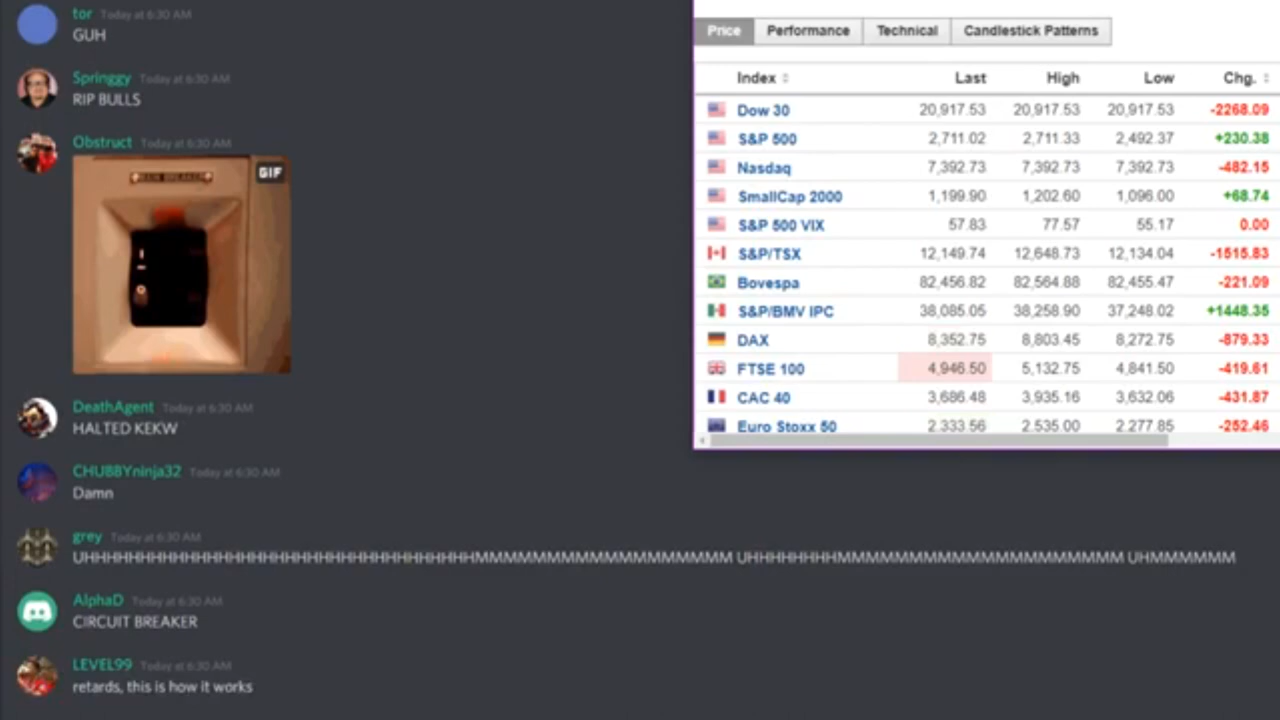 tor Today at 6:30 AM
GUH
Springgy Today at 6:30 AM
RIP BULLS
Obstruct Today at 6:30 AM
MAIN BREAKER
GIF
DeathAgent Today at 6:30 AM
HALTED KEKW
CHUBBYninja32 Today at 6:30 AM
Damn
grey Today at 6:30 AM
UHHHHHHHHHHHHHHHHHHHHHHHHHHHHHHHHHHHHMMMMMMMMMMMMMMMMMMMM UHHHHHHHHMMMMMMMMMMMMMMMMMMMMMM UHMMMMMM
AlphaD Today at 6:30 AM
CIRCUIT BREAKER
LEVEL99 Today at 6:30 AM
retards, this is how it works
Price Performance Technical Candlestick Patterns
Index Last High Low Chg.
Dow 30 20,917.53 20,917.53 20,917.53 -2268.09
S&P 500 2,711.02 2,711.33 2,492.37 +230.38
Nasdaq 7,392.73 7,392.73 7,392.73 -482.15
SmallCap 2000 1,199.90 1,202.60 1,096.00 +68.74
S&P 500 VIX 57.83 77.57 55.17 0.00
S&P/TSX 12,149.74 12,648.73 12,134.04 -1515.83
Bovespa 82,456.82 82,564.88 82,455.47 -221.09
S&P/BMV IPC 38,085.05 38,258.90 37,248.02 +1448.35
DAX 8,352.75 8,803.45 8,272.75 -879.33
FTSE 100 4,946.50 5,132.75 4,841.50 -419.61
CAC 40 3,686.48 3,935.16 3,632.06 -431.87
Euro Stoxx 50 2,333.56 2,535.00 2,277.85 -252.46